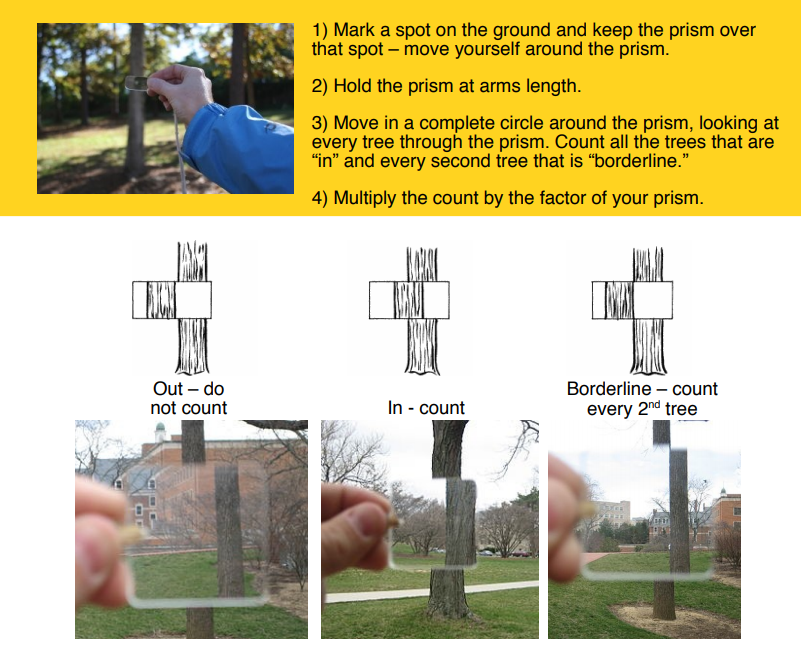 1) Mark a spot on the ground and keep the prism over
that spot – move yourself around the prism.
2) Hold the prism at arms length.
3) Move in a complete circle around the prism, looking at
every tree through the prism. Count all the trees that are
“in” and every second tree that is “borderline.”
4) Multiply the count by the factor of your prism.
Out – do
not count
In - count
Borderline – count
every 2nd tree